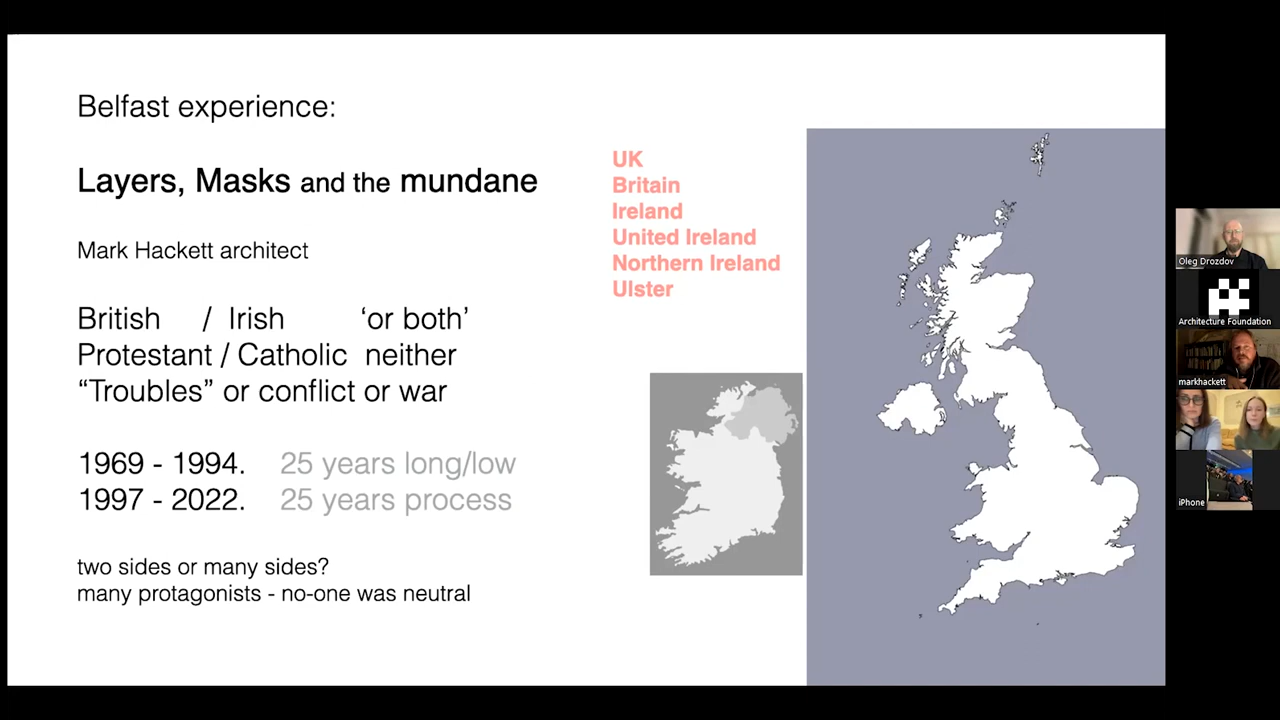 Belfast experience:
Layers, Masks and the mundane
Mark Hackett architect
British / Irish ‘or both’
Protestant / Catholic neither
“Troubles” or conflict or war
1969 - 1994. 25 years long/low
1997 - 2022. 25 years process
two sides or many sides?
many protagonists - no-one was neutral
UK
Britain
Ireland
United Ireland
Northern Ireland
Ulster
Oleg Drozdov
Architecture Foundation
markhackett
iPhone